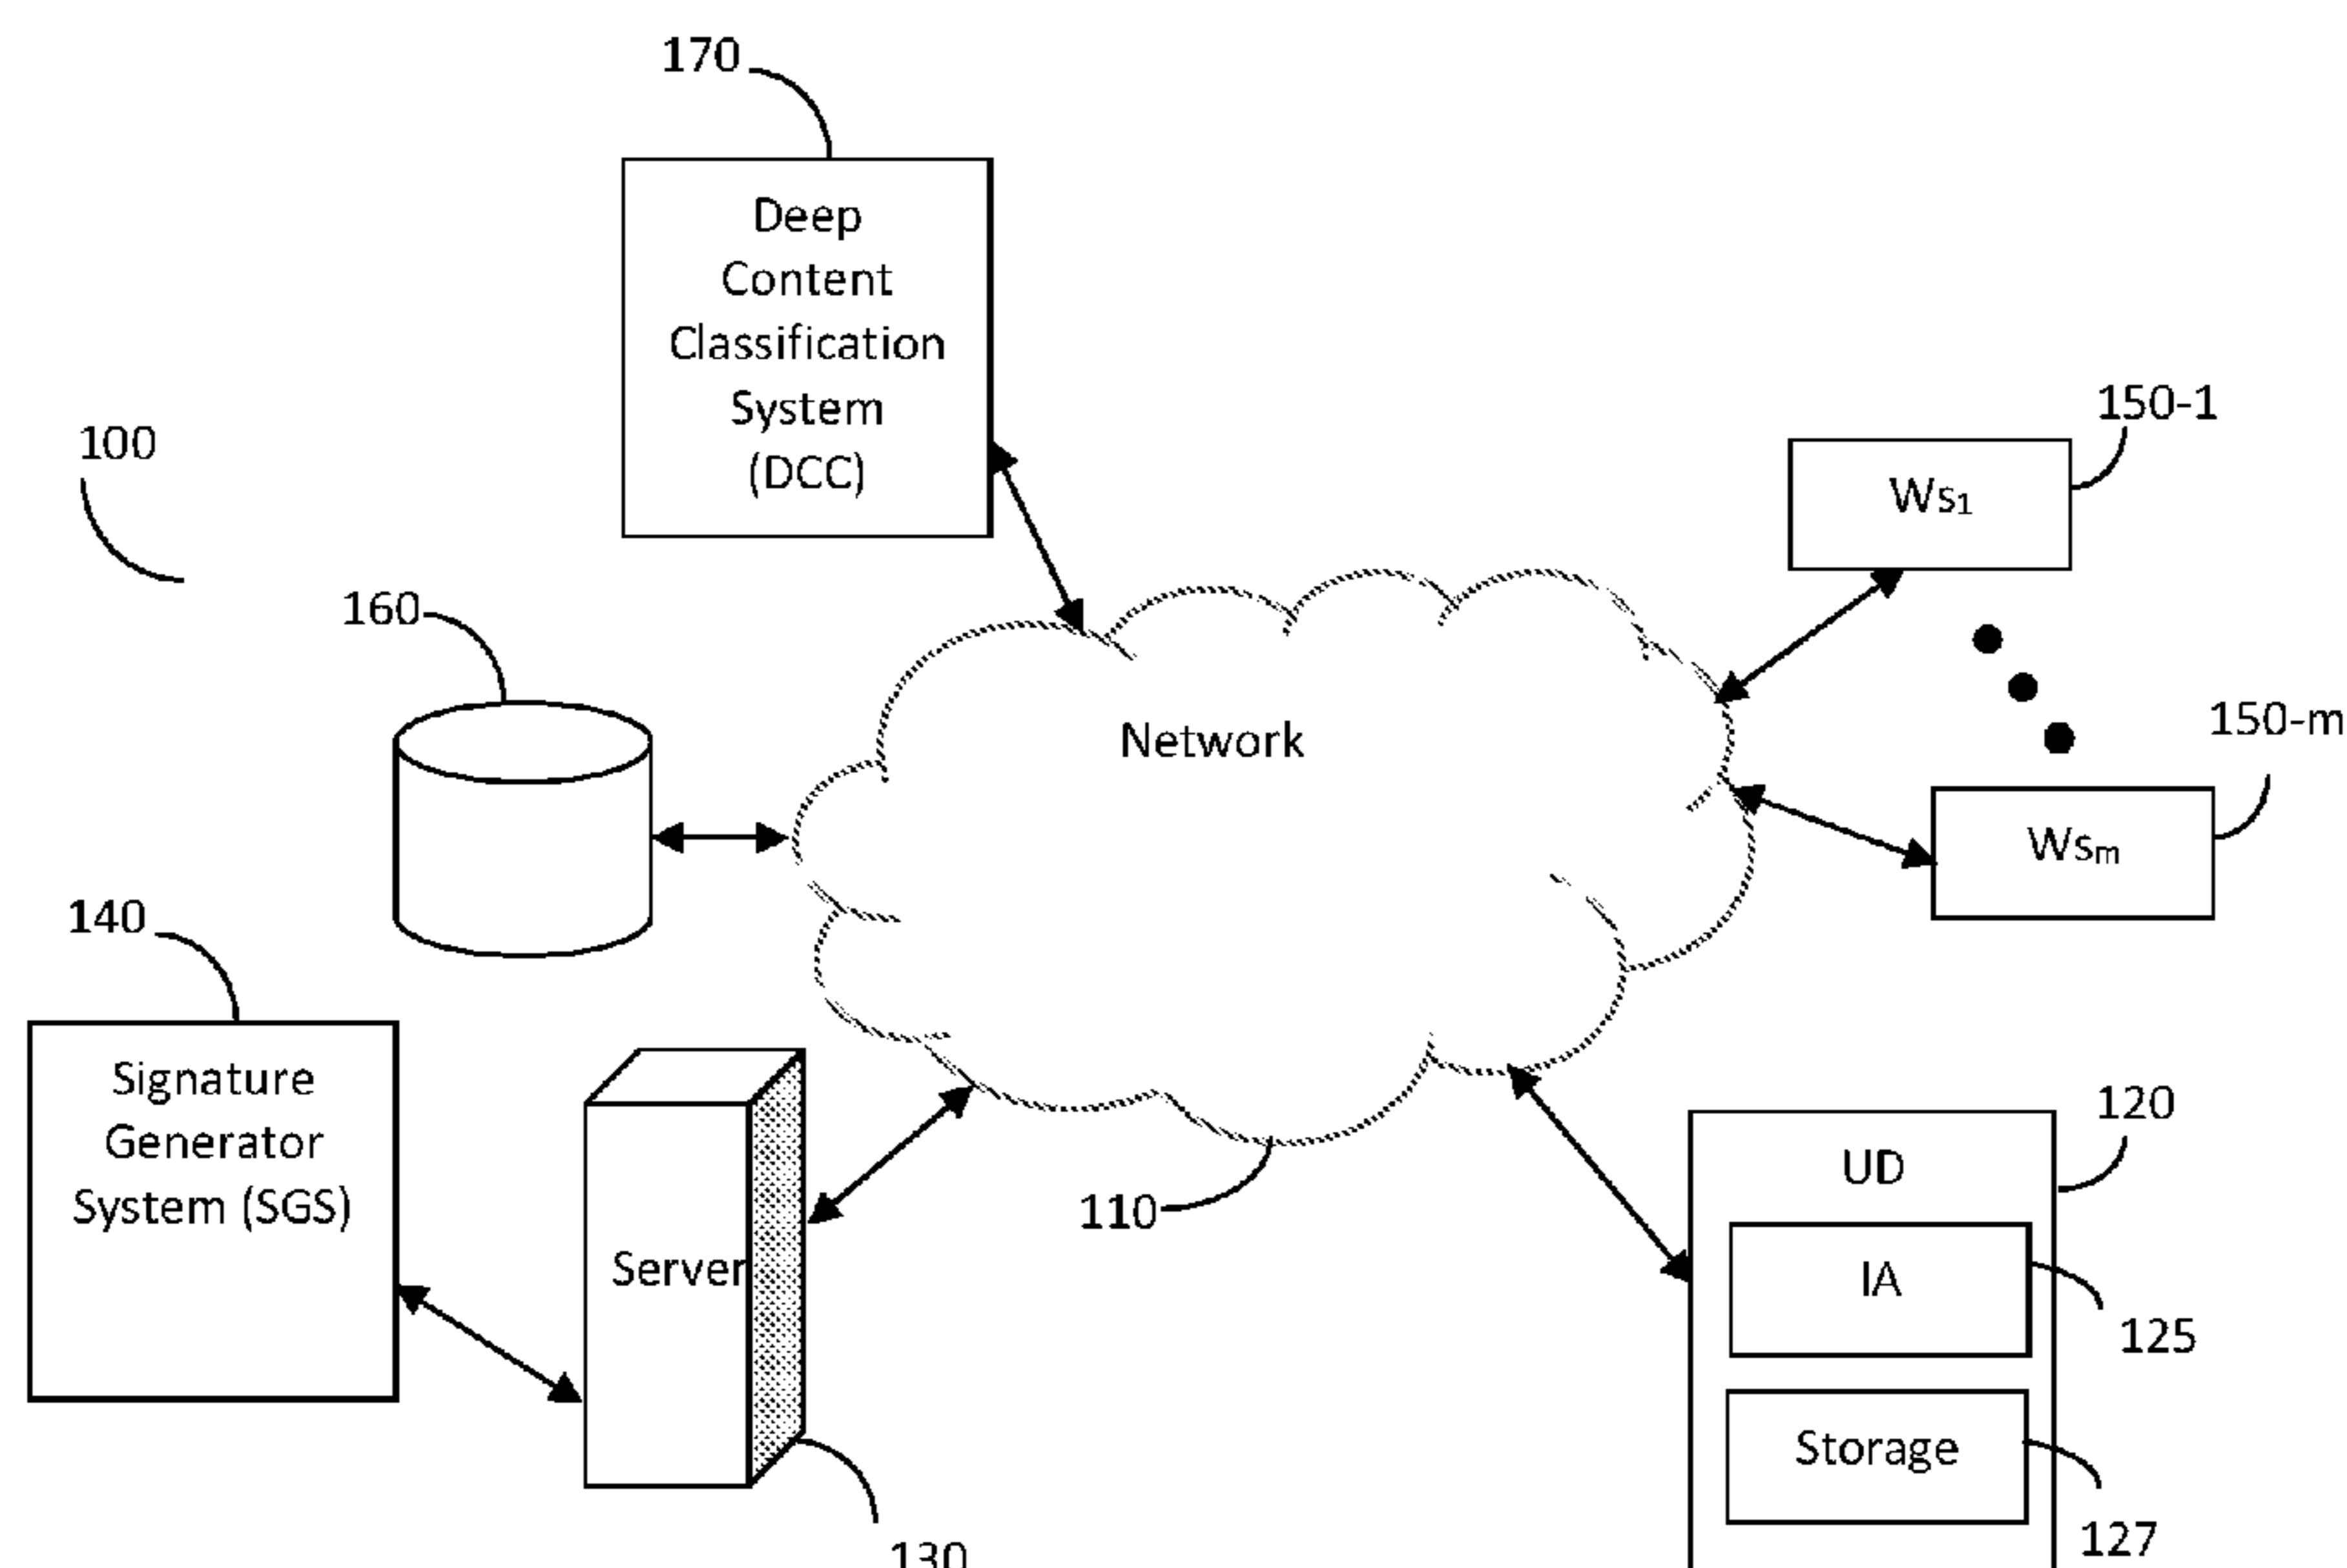 170
Deep
Content
Classification
System
(DCC)
100
150-1
Ws1
160
Network
150-m
Wsm
140
Signature
Generator
System (SGS)
Server
110
120
UD
IA
125
Storage
127
130